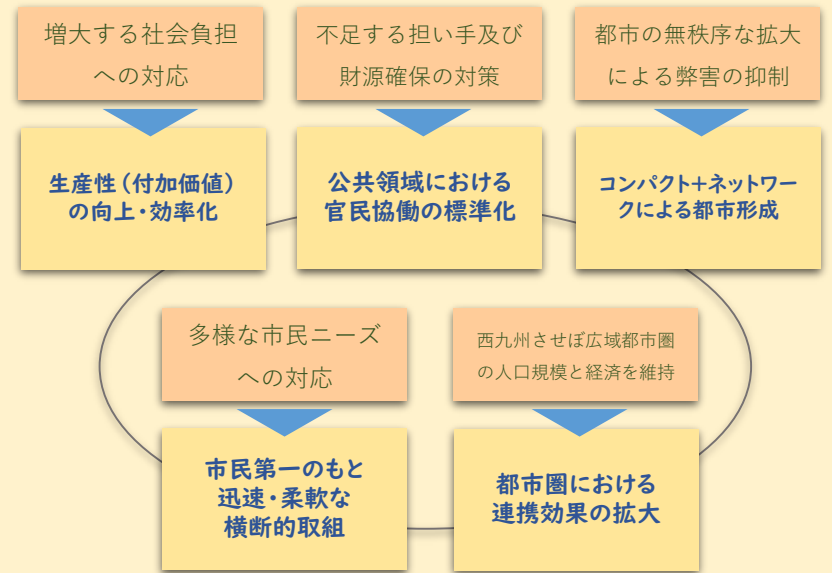 増大する社会負担
への対応
生産性(付加価値)
の向上・効率化
不足する担い手及び
財源確保の対策
公共領域における
官民協働の標準化
都市の無秩序な拡大
による弊害の抑制
コンパクト+ネットワー
クによる都市形成
多様な市民ニーズ
への対応
市民第一のもと
迅速・柔軟な
横断的取組
西九州させぼ広域都市圏
の人口規模と経済を維持
都市圏における
連携効果の拡大